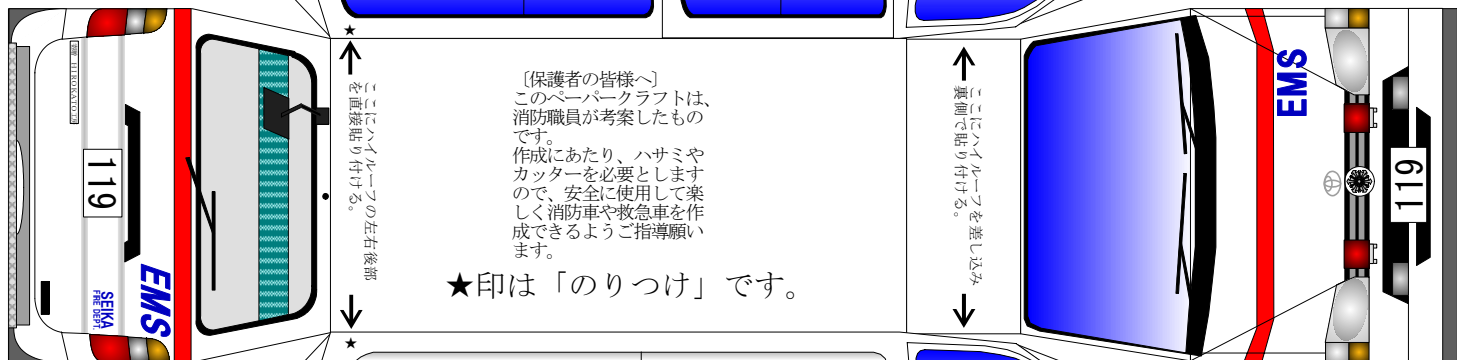 〔保護者の皆様へ〕
このペーパークラフトは、
消防職員が考案したもの
です。
作成にあたり、ハサミや
カッターを必要とします
ので、安全に使用して楽
しく消防車や救急車を作
成できるようご指導願い
ます。
★印は「のりつけ」です。
★
★
ここにハイルーフの左右後部
を直接貼り付ける。
ここにハイルーフを差し込み
裏側で貼り付ける。
HIROKATOYS
119
EMS
SEIKA
FIRE DEPT.
EMS
119